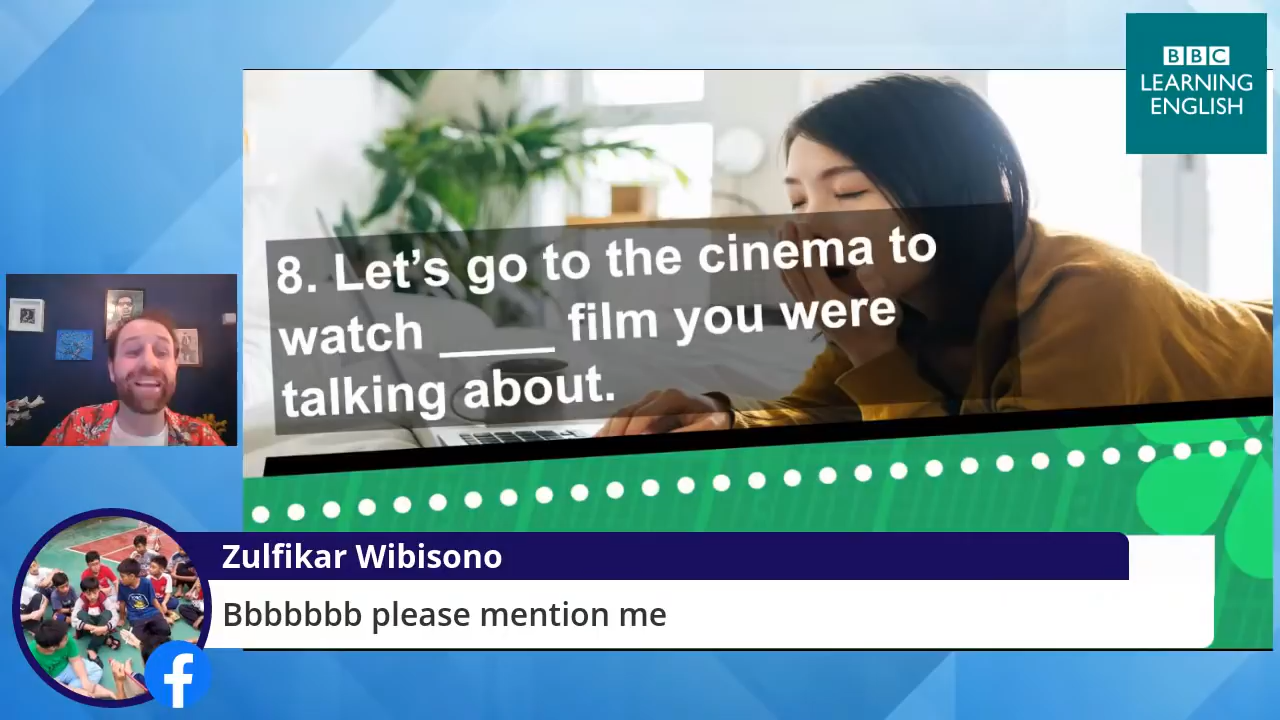 BBC
LEARNING
ENGLISH
8. Let’s go to the cinema to
watch ____ film you were
talking about.
Zulfikar Wibisono
Bbbbbbb please mention me